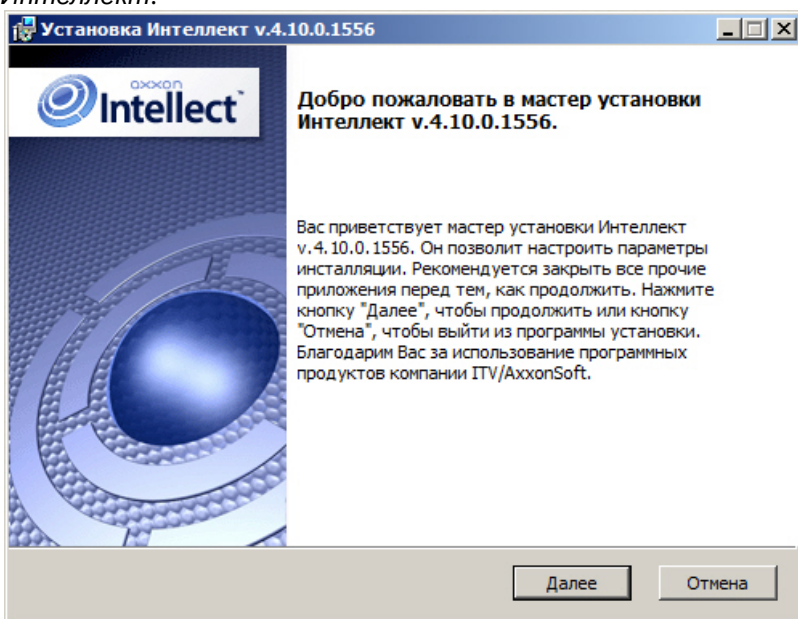 Интеллект.
Установка Интеллект v.4.10.0.1556
axxon
Intellect
Добро пожаловать в мастер установки
Интеллект v.4.10.0.1556.
Вас приветствует мастер установки Интеллект
v.4.10.0.1556. Он позволит настроить параметры
инсталляции. Рекомендуется закрыть все прочие
приложения перед тем, как продолжить. Нажмите
кнопку "Далее", чтобы продолжить или кнопку
"Отмена", чтобы выйти из программы установки.
Благодарим Вас за использование программных
продуктов компании ITV/AxxonSoft.
Далее
Отмена